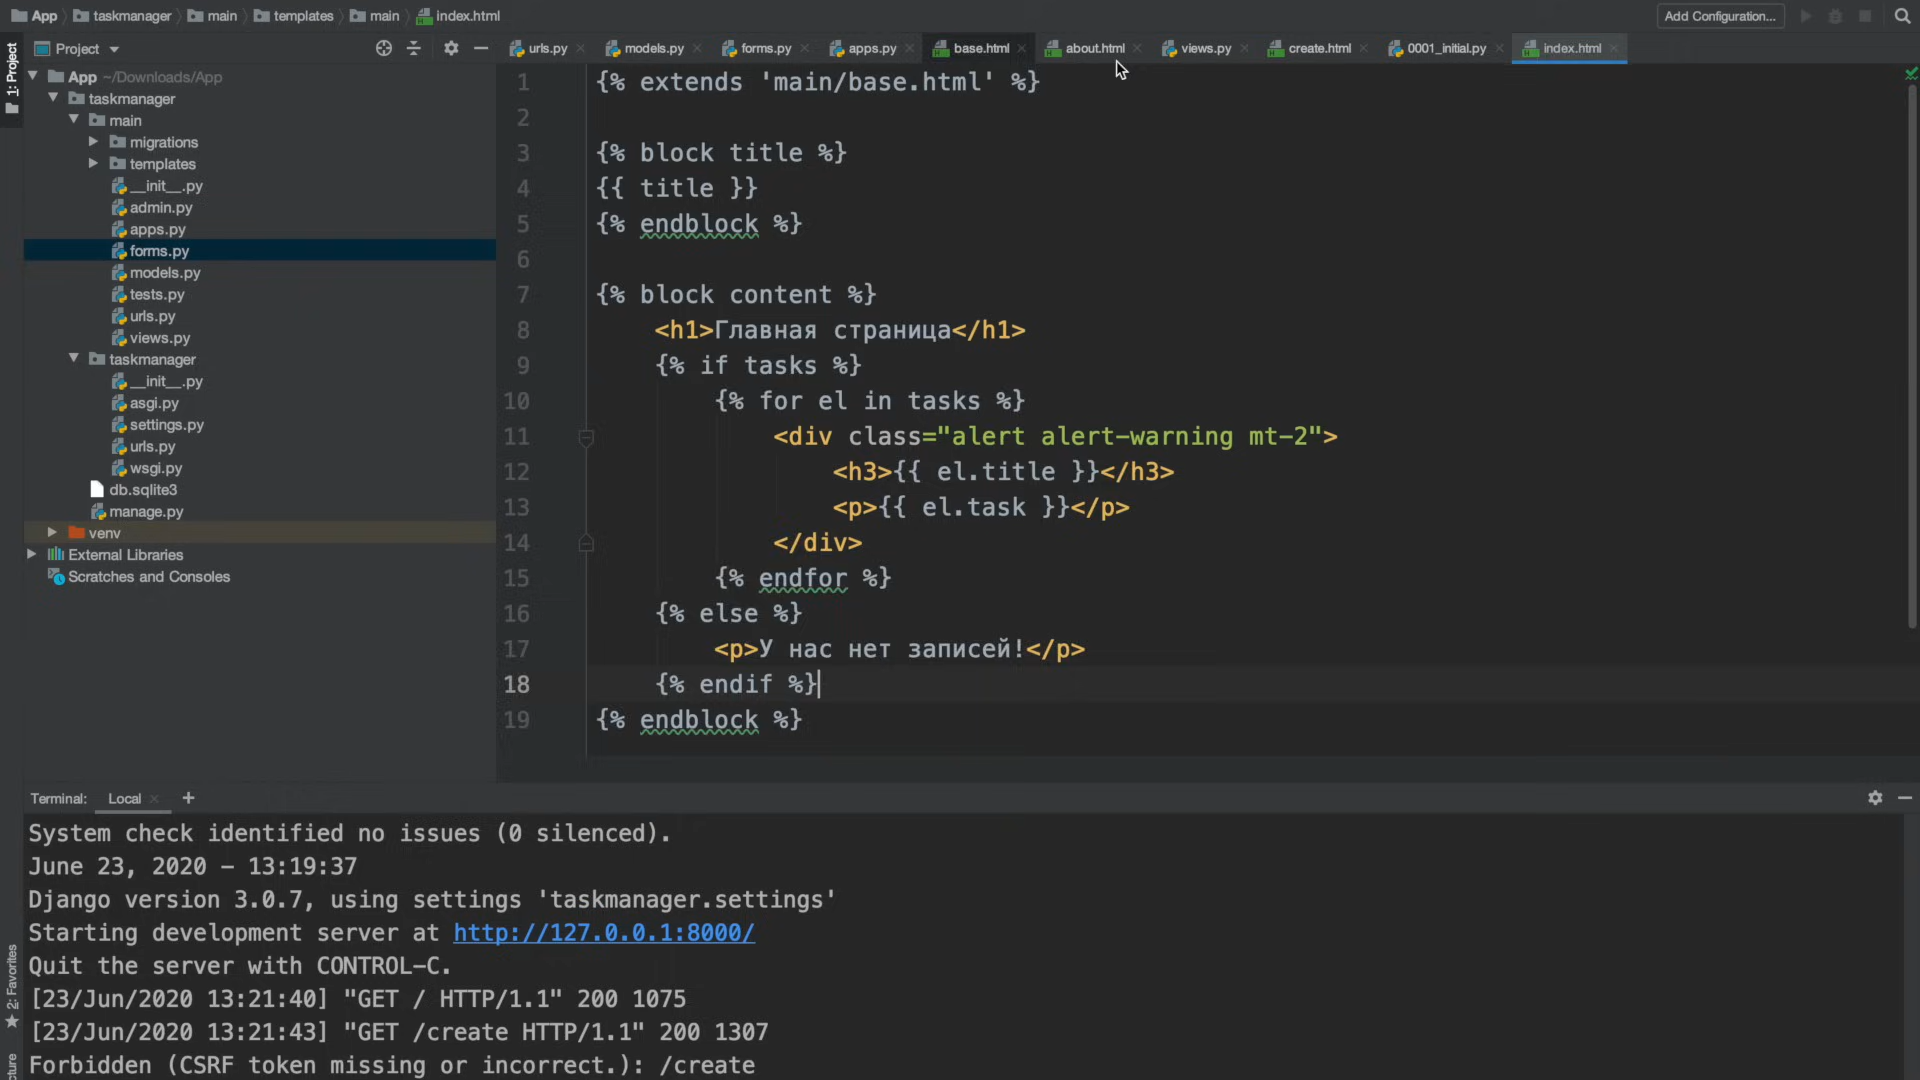 App
taskmanager
main
templates
main
index.html
Add Configuration...
1: Project
Project
urls.py
models.py
forms.py
apps.py
base.html
about.html
views.py
create.html
0001_initial.py
index.html
App ~/Downloads/App
taskmanager
main
migrations
templates
__init__.py
admin.py
apps.py
forms.py
models.py
tests.py
urls.py
views.py
taskmanager
__init__.py
asgi.py
settings.py
urls.py
wsgi.py
db.sqlite3
manage.py
venv
External Libraries
Scratches and Consoles
1 {% extends 'main/base.html' %}
2
3 {% block title %}
4 {{ title }}
5 {% endblock %}
6
7 {% block content %}
8 <h1>Главная страница</h1>
9 {% if tasks %}
10 {% for el in tasks %}
11 <div class="alert alert-warning mt-2">
12 <h3>{{ el.title }}</h3>
13 <p>{{ el.task }}</p>
14 </div>
15 {% endfor %}
16 {% else %}
17 <p>У нас нет записей!</p>
18 {% endif %}
19 {% endblock %}
Terminal: Local +
System check identified no issues (0 silenced).
June 23, 2020 - 13:19:37
Django version 3.0.7, using settings 'taskmanager.settings'
Starting development server at http://127.0.0.1:8000/
Quit the server with CONTROL-C.
[23/Jun/2020 13:21:40] "GET / HTTP/1.1" 200 1075
[23/Jun/2020 13:21:43] "GET /create HTTP/1.1" 200 1307
Forbidden (CSRF token missing or incorrect.): /create
2: Favorites